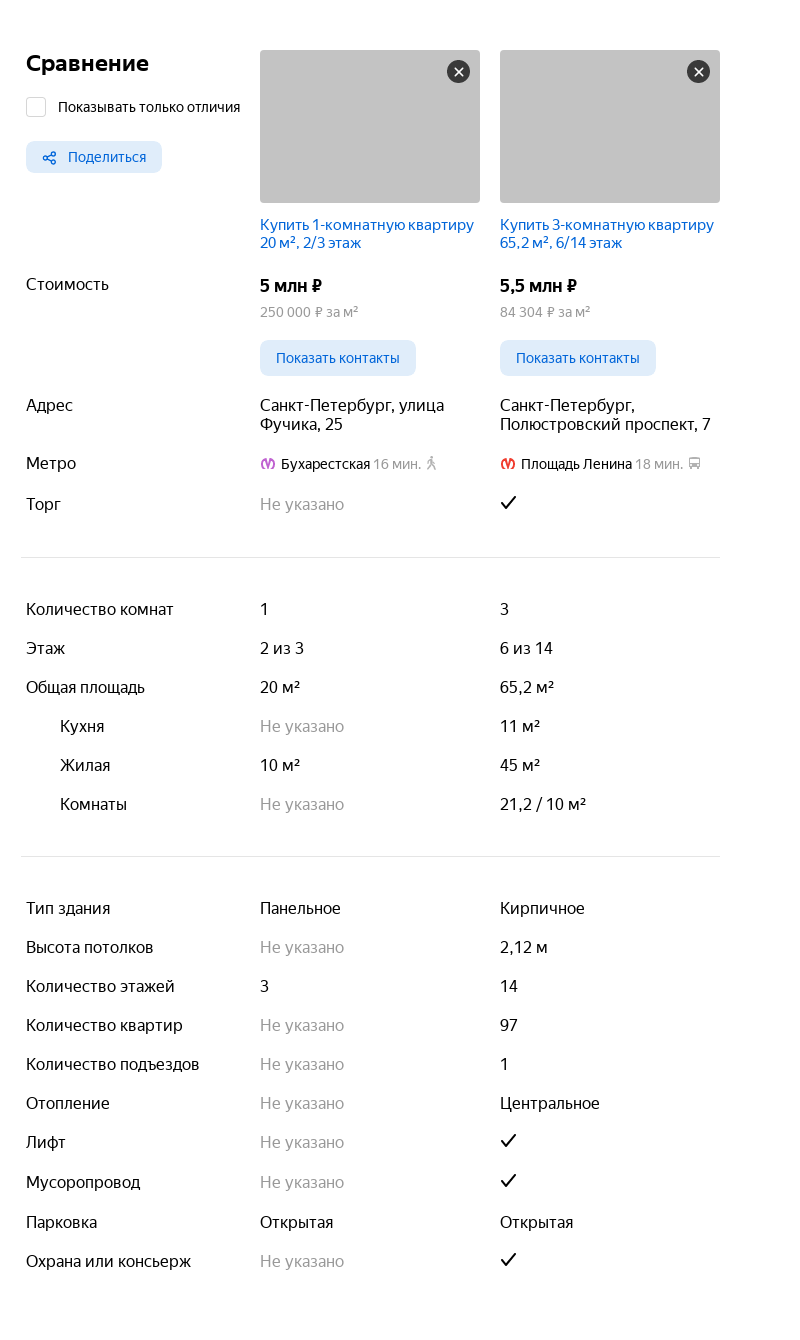 Сравнение
Показывать только отличия
Поделиться
Купить 1-комнатную квартиру
20 м², 2/3 этаж
Купить 3-комнатную квартиру
65,2 м², 6/14 этаж
Стоимость
5 млн ₽
5,5 млн ₽
250 000 ₽ за м²
84 304 ₽ за м²
Показать контакты
Показать контакты
Адрес
Санкт-Петербург, улица
Фучика, 25
Санкт-Петербург,
Полюстровский проспект, 7
Метро
Бухарестская 16 мин.
Площадь Ленина 18 мин.
Торг
Не указано
Количество комнат
1
3
Этаж
2 из 3
6 из 14
Общая площадь
20 м²
65,2 м²
Кухня
Не указано
11 м²
Жилая
10 м²
45 м²
Комнаты
Не указано
21,2 / 10 м²
Тип здания
Панельное
Кирпичное
Высота потолков
Не указано
2,12 м
Количество этажей
3
14
Количество квартир
Не указано
97
Количество подъездов
Не указано
1
Отопление
Не указано
Центральное
Лифт
Не указано
Мусоропровод
Не указано
Парковка
Открытая
Открытая
Охрана или консьерж
Не указано